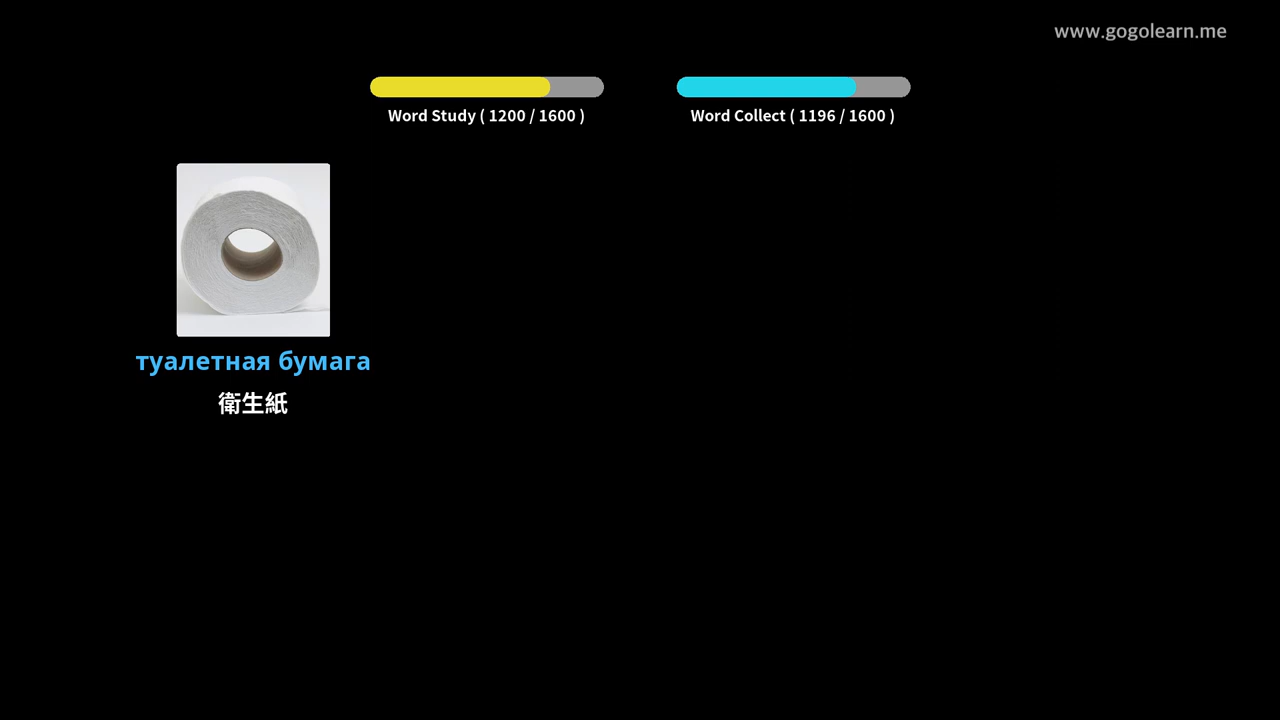 www.gogolearn.me
Word Study ( 1200 / 1600 )
Word Collect ( 1196 / 1600 )
туалетная бумага
衛生紙